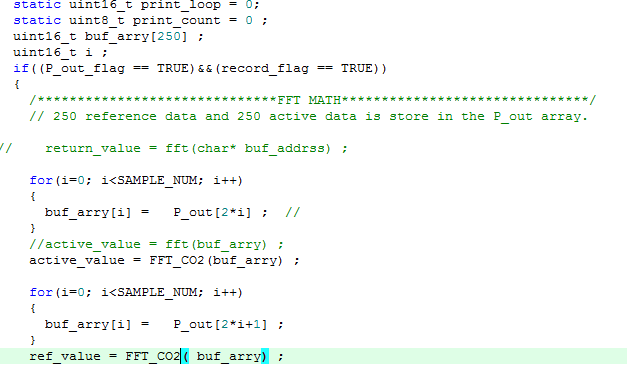 static uint16_t print_loop = 0;
static uint8_t print_count = 0 ;
uint16_t buf_arry[250] ;
uint16_t i ;
if((P_out_flag == TRUE)&&(record_flag == TRUE))
{
/******************************FFT MATH*******************************/
// 250 reference data and 250 active data is store in the P_out array.
// return_value = fft(char* buf_addrss) ;
for(i=0; i<SAMPLE_NUM; i++)
{
buf_arry[i] = P_out[2*i] ; //
}
//active_value = fft(buf_arry) ;
active_value = FFT_CO2(buf_arry) ;
for(i=0; i<SAMPLE_NUM; i++)
{
buf_arry[i] = P_out[2*i+1] ;
}
ref_value = FFT_CO2( buf_arry) ;